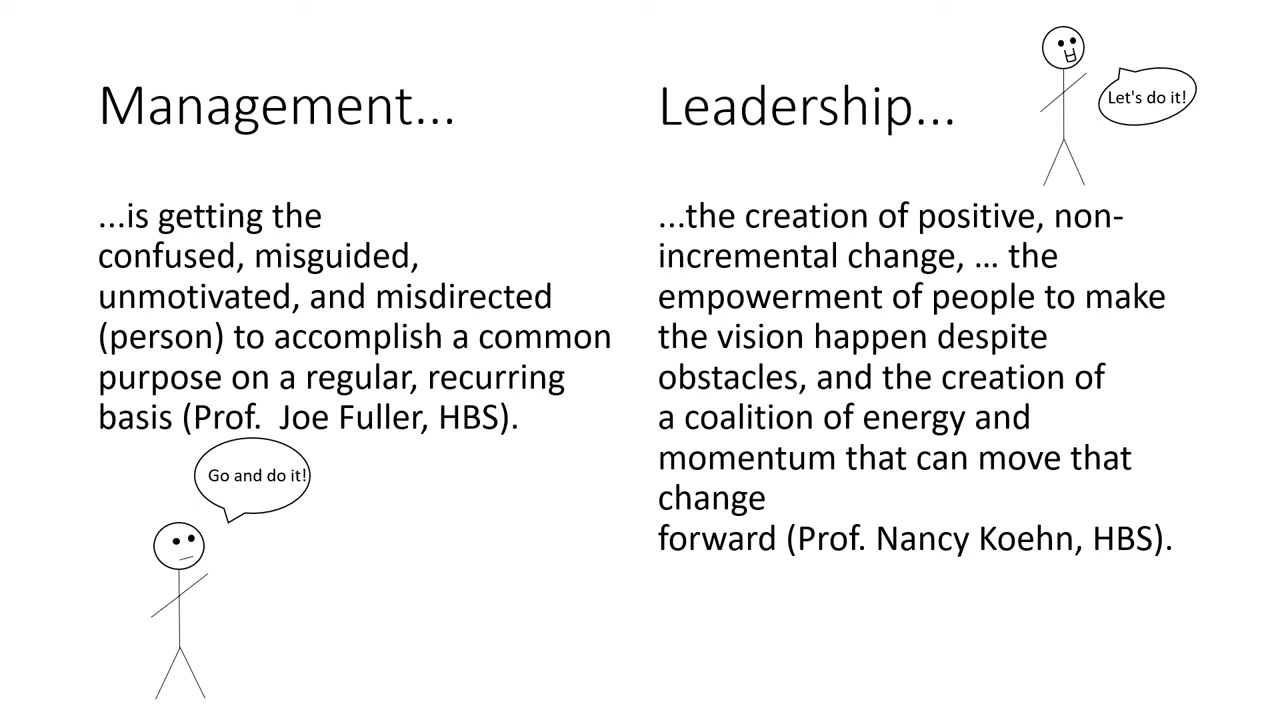 Management...
...is getting the
confused, misguided,
unmotivated, and misdirected
(person) to accomplish a common
purpose on a regular, recurring
basis (Prof.  Joe Fuller, HBS).
Go and do it!
Leadership...
Let's do it!
...the creation of positive, non-
incremental change, ... the
empowerment of people to make
the vision happen despite
obstacles, and the creation of
a coalition of energy and
momentum that can move that
change
forward (Prof. Nancy Koehn, HBS).